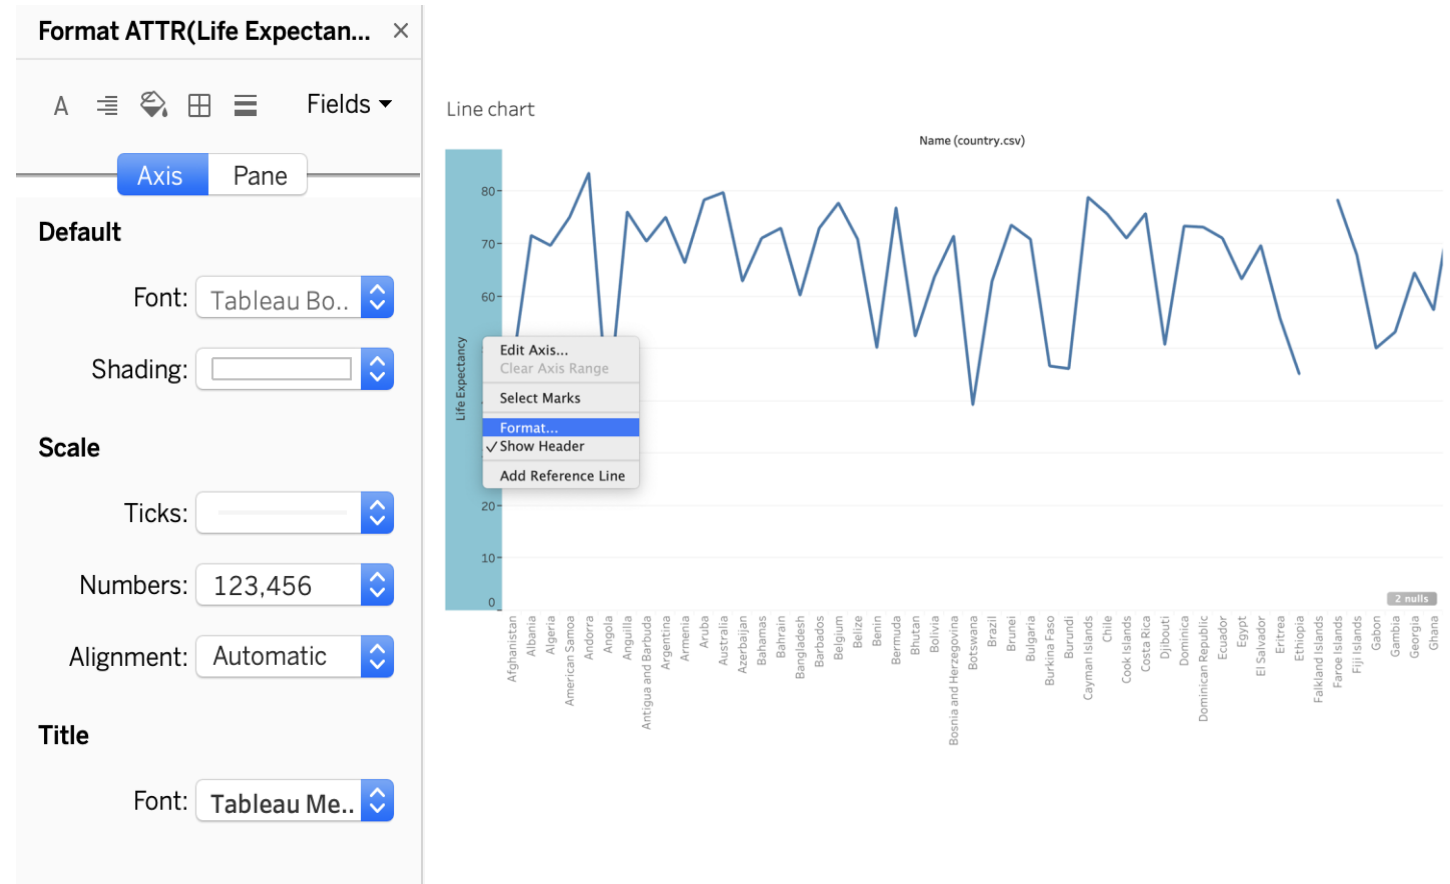 Format ATTR(Life Expectan... ×
A Fields
Axis Pane
Default
Font: Tableau Bo..
Shading:
Scale
Ticks:
Numbers: 123,456
Alignment: Automatic
Title
Font: Tableau Me..
Line chart
Name (country.csv)
80
70
60
20
10
0
Life Expectancy
Edit Axis...
Clear Axis Range
Select Marks
Format...
✓Show Header
Add Reference Line
2 nulls
Afghanistan
Albania
Algeria
American Samoa
Andorra
Angola
Anguilla
Antigua and Barbuda
Argentina
Armenia
Aruba
Australia
Azerbaijan
Bahamas
Bahrain
Bangladesh
Barbados
Belgium
Belize
Benin
Bermuda
Bhutan
Bolivia
Bosnia and Herzegovina
Botswana
Brazil
Brunei
Bulgaria
Burkina Faso
Burundi
Cayman Islands
Chile
Cook Islands
Costa Rica
Djibouti
Dominica
Dominican Republic
Ecuador
Egypt
El Salvador
Eritrea
Ethiopia
Falkland Islands
Faroe Islands
Fiji Islands
Gabon
Gambia
Georgia
Ghana